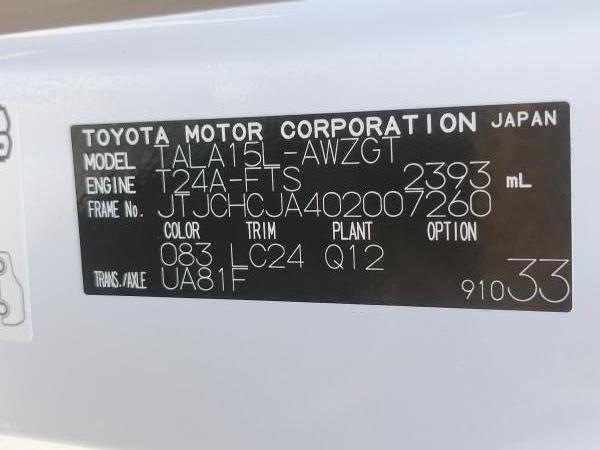 TOYOTA MOTOR CORPORATION JAPAN
MODEL TALA15L-AWZGT
ENGINE T24A-FTS 2393 mL
FRAME No. JTJCHCJA402007260
COLOR TRIM PLANT OPTION
083 LC24 Q12
TRANS./AXLE UA81F
91033